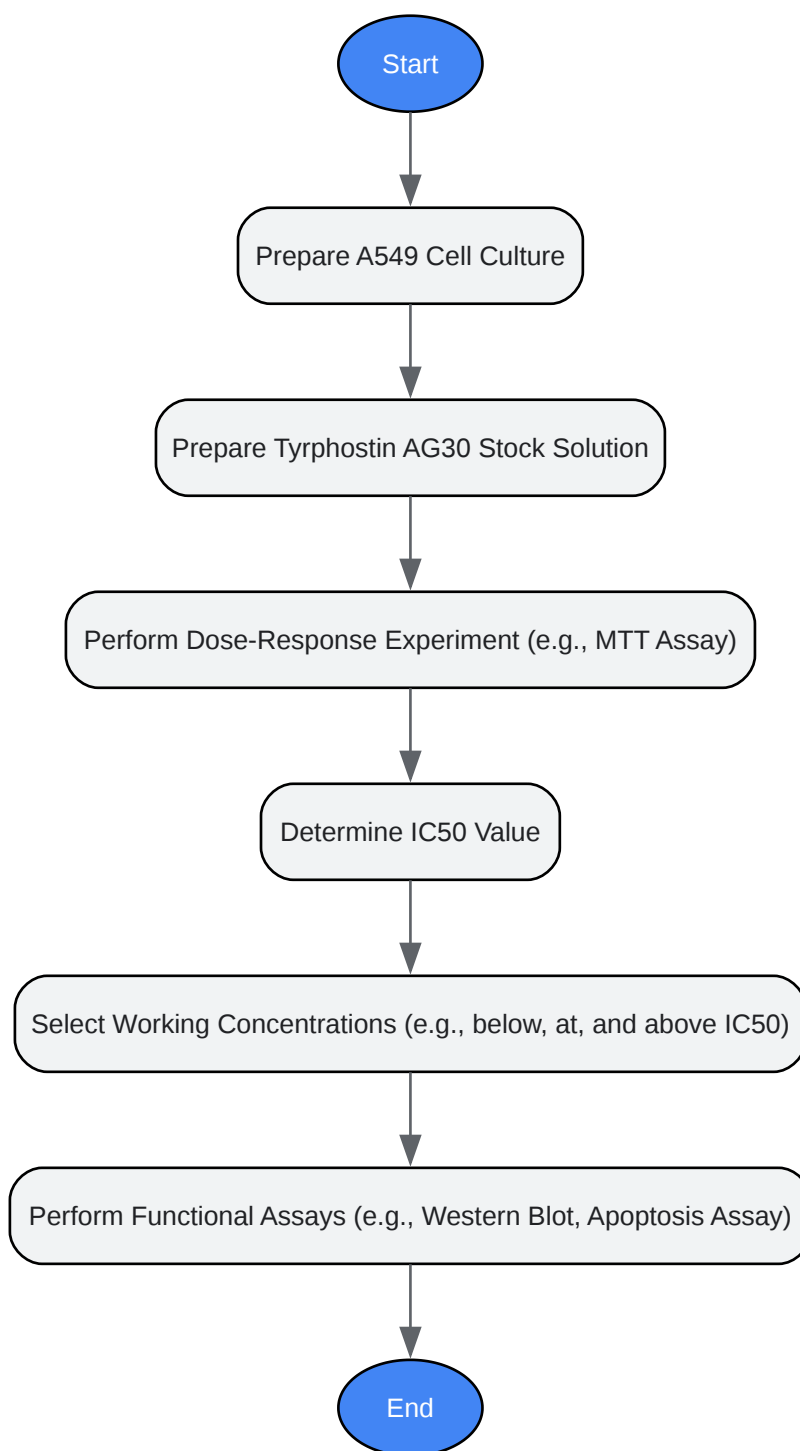 Start
Prepare A549 Cell Culture
Prepare Tyrphostin AG30 Stock Solution
Perform Dose-Response Experiment (e.g., MTT Assay)
Determine IC50 Value
Select Working Concentrations (e.g., below, at, and above IC50)
Perform Functional Assays (e.g., Western Blot, Apoptosis Assay)
End